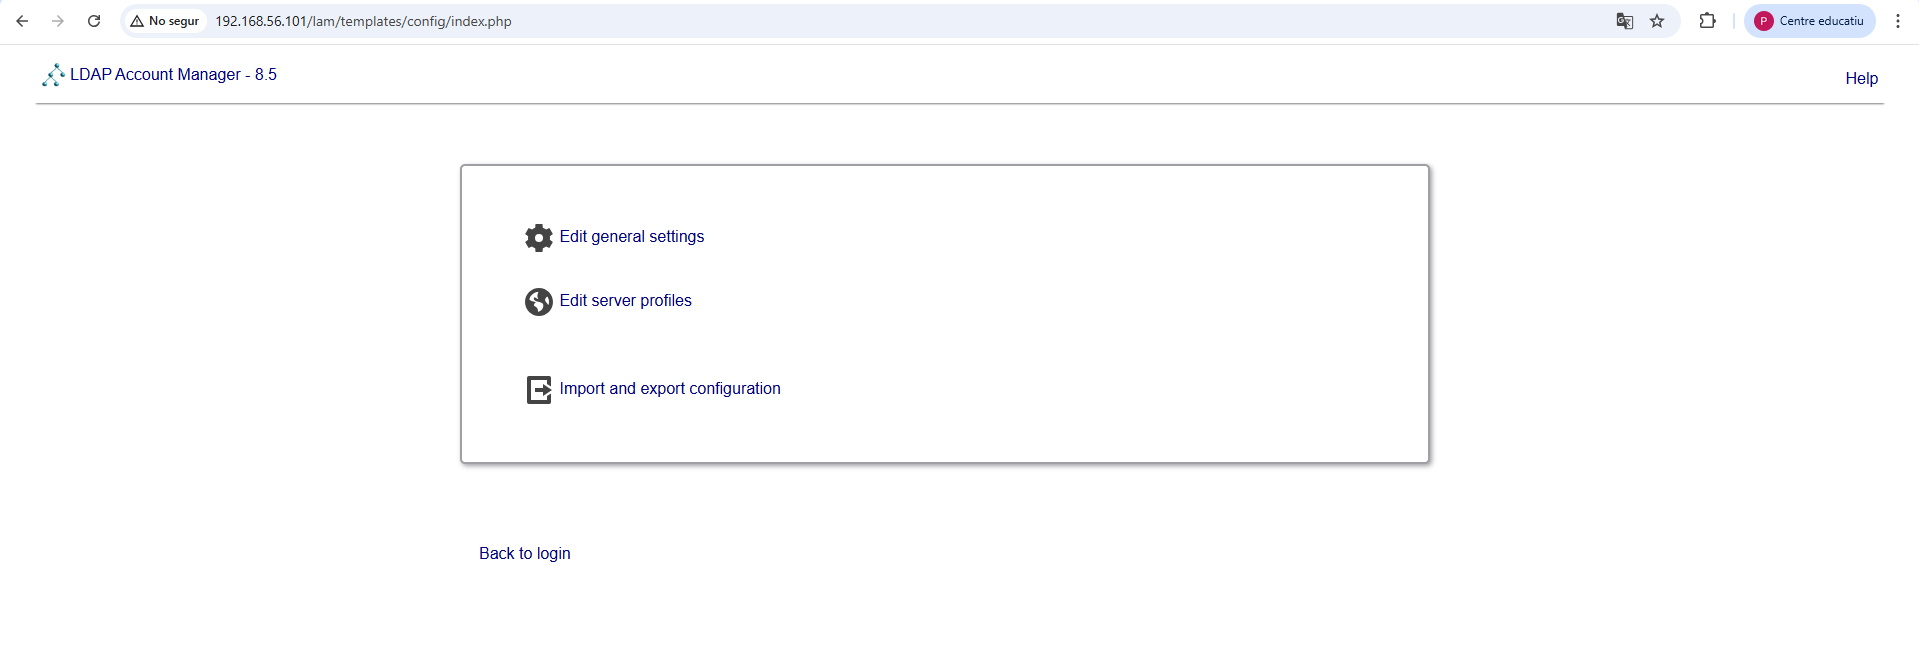 No segur
192.168.56.101/lam/templates/config/index.php
P
Centre educatiu
LDAP Account Manager - 8.5
Help
Edit general settings
Edit server profiles
Import and export configuration
Back to login